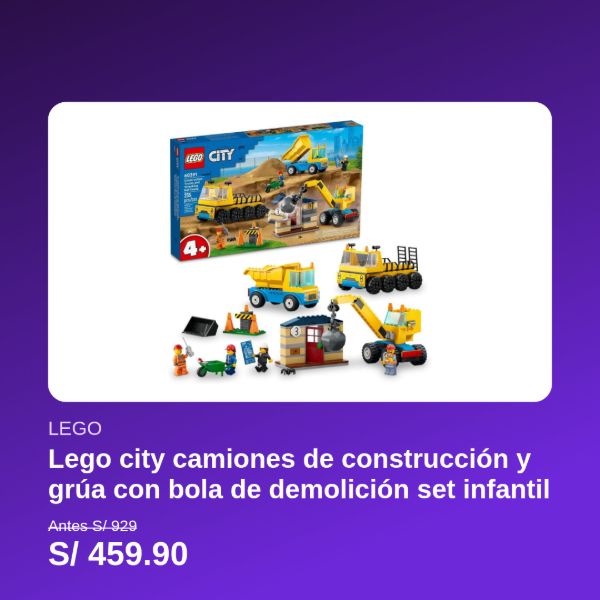 LEGO CITY
4+
3
LEGO
Lego city camiones de construcción y
grúa con bola de demolición set infantil
Antes S/ 929
S/ 459.90